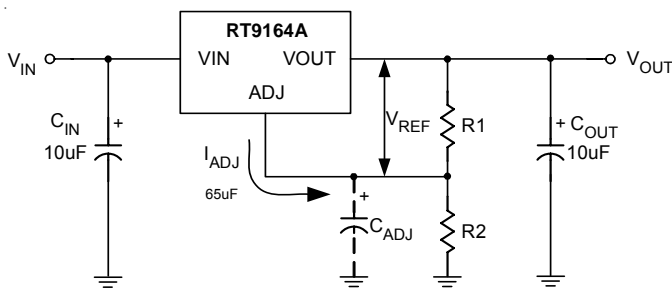 RT9164A
VIN VOUT
ADJ
V_IN
V_OUT
C_IN
+
10uF
I_ADJ
65uF
V_REF
R1
+
C_OUT
10uF
+
C_ADJ
R2